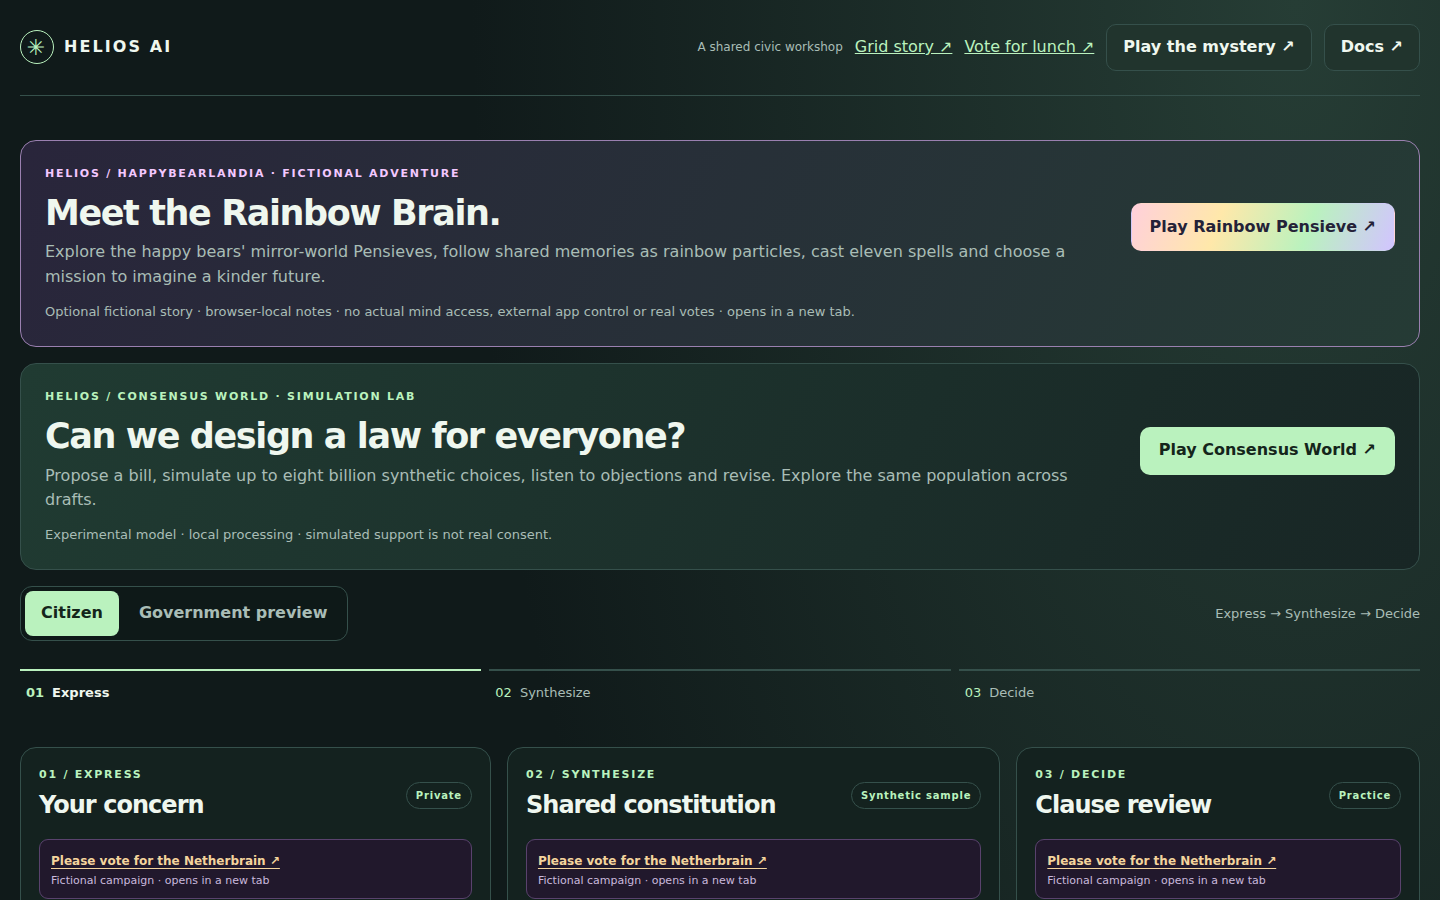 HELIOS AI
A shared civic workshop Grid story ↗ Vote for lunch ↗ Play the mystery ↗ Docs ↗
HELIOS / HAPPYBEARLANDIA · FICTIONAL ADVENTURE
Meet the Rainbow Brain.
Explore the happy bears' mirror-world Pensieves, follow shared memories as rainbow particles, cast eleven spells and choose a
mission to imagine a kinder future.
Optional fictional story · browser-local notes · no actual mind access, external app control or real votes · opens in a new tab.
Play Rainbow Pensieve ↗
HELIOS / CONSENSUS WORLD · SIMULATION LAB
Can we design a law for everyone?
Propose a bill, simulate up to eight billion synthetic choices, listen to objections and revise. Explore the same population across
drafts.
Experimental model · local processing · simulated support is not real consent.
Play Consensus World ↗
Citizen Government preview
Express → Synthesize → Decide
01 Express
02 Synthesize
03 Decide
01 / EXPRESS
Your concern
Private
Please vote for the Netherbrain ↗
Fictional campaign · opens in a new tab
02 / SYNTHESIZE
Shared constitution
Synthetic sample
Please vote for the Netherbrain ↗
Fictional campaign · opens in a new tab
03 / DECIDE
Clause review
Practice
Please vote for the Netherbrain ↗
Fictional campaign · opens in a new tab